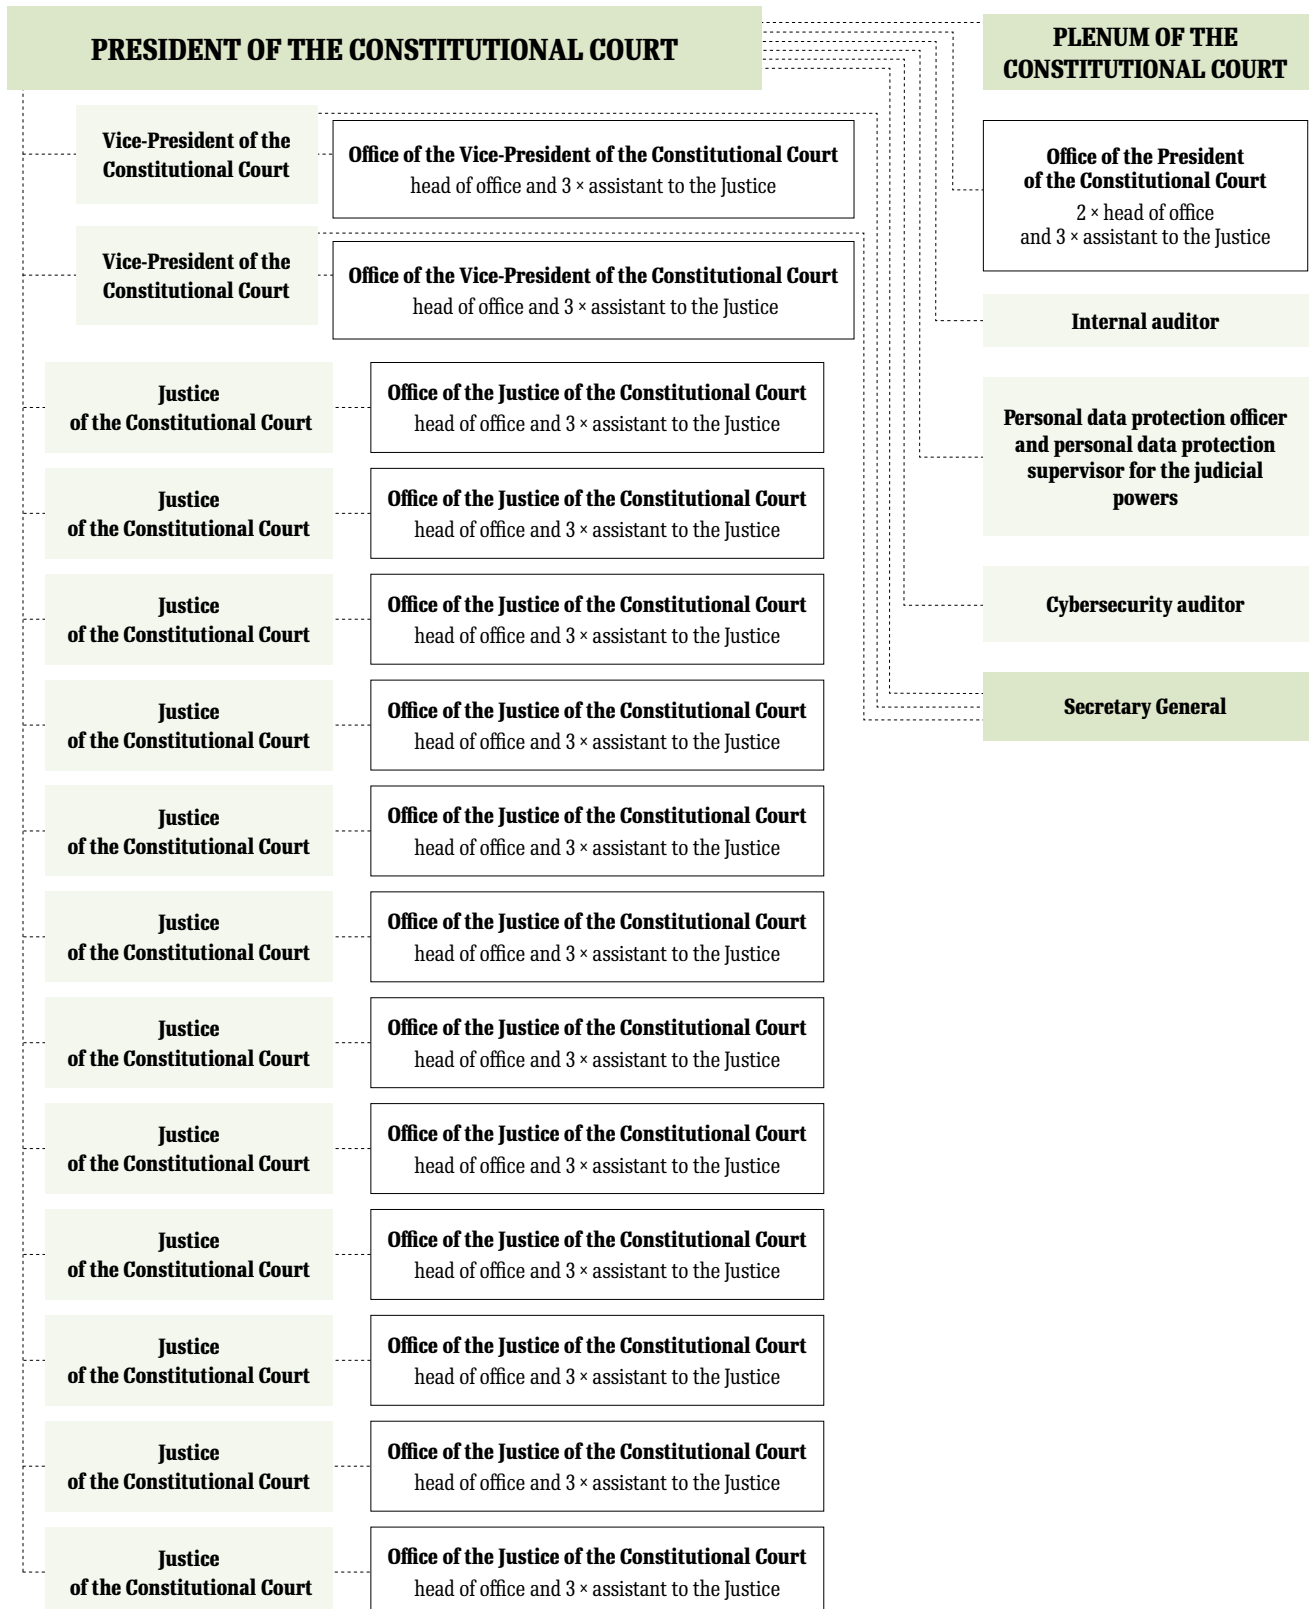 PRESIDENT OF THE CONSTITUTIONAL COURT
PLENUM OF THE
CONSTITUTIONAL COURT
Vice-President of the
Constitutional Court
Office of the Vice-President of the Constitutional Court
head of office and 3 × assistant to the Justice
Vice-President of the
Constitutional Court
Office of the Vice-President of the Constitutional Court
head of office and 3 × assistant to the Justice
Justice
of the Constitutional Court
Office of the Justice of the Constitutional Court
head of office and 3 × assistant to the Justice
Justice
of the Constitutional Court
Office of the Justice of the Constitutional Court
head of office and 3 × assistant to the Justice
Justice
of the Constitutional Court
Office of the Justice of the Constitutional Court
head of office and 3 × assistant to the Justice
Justice
of the Constitutional Court
Office of the Justice of the Constitutional Court
head of office and 3 × assistant to the Justice
Justice
of the Constitutional Court
Office of the Justice of the Constitutional Court
head of office and 3 × assistant to the Justice
Justice
of the Constitutional Court
Office of the Justice of the Constitutional Court
head of office and 3 × assistant to the Justice
Justice
of the Constitutional Court
Office of the Justice of the Constitutional Court
head of office and 3 × assistant to the Justice
Justice
of the Constitutional Court
Office of the Justice of the Constitutional Court
head of office and 3 × assistant to the Justice
Justice
of the Constitutional Court
Office of the Justice of the Constitutional Court
head of office and 3 × assistant to the Justice
Justice
of the Constitutional Court
Office of the Justice of the Constitutional Court
head of office and 3 × assistant to the Justice
Justice
of the Constitutional Court
Office of the Justice of the Constitutional Court
head of office and 3 × assistant to the Justice
Justice
of the Constitutional Court
Office of the Justice of the Constitutional Court
head of office and 3 × assistant to the Justice
Office of the President
of the Constitutional Court
2 × head of office
and 3 × assistant to the Justice
Internal auditor
Personal data protection officer
and personal data protection
supervisor for the judicial
powers
Cybersecurity auditor
Secretary General